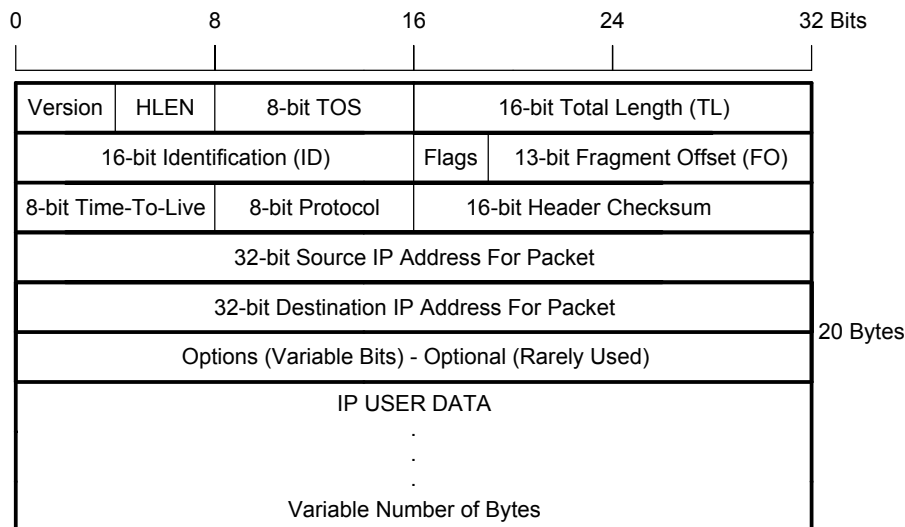 0 8 16 24 32 Bits
Version HLEN 8-bit TOS 16-bit Total Length (TL)
16-bit Identification (ID) Flags 13-bit Fragment Offset (FO)
8-bit Time-To-Live 8-bit Protocol 16-bit Header Checksum
32-bit Source IP Address For Packet
32-bit Destination IP Address For Packet
20 Bytes
Options (Variable Bits) - Optional (Rarely Used)
IP USER DATA
.
.
.
Variable Number of Bytes